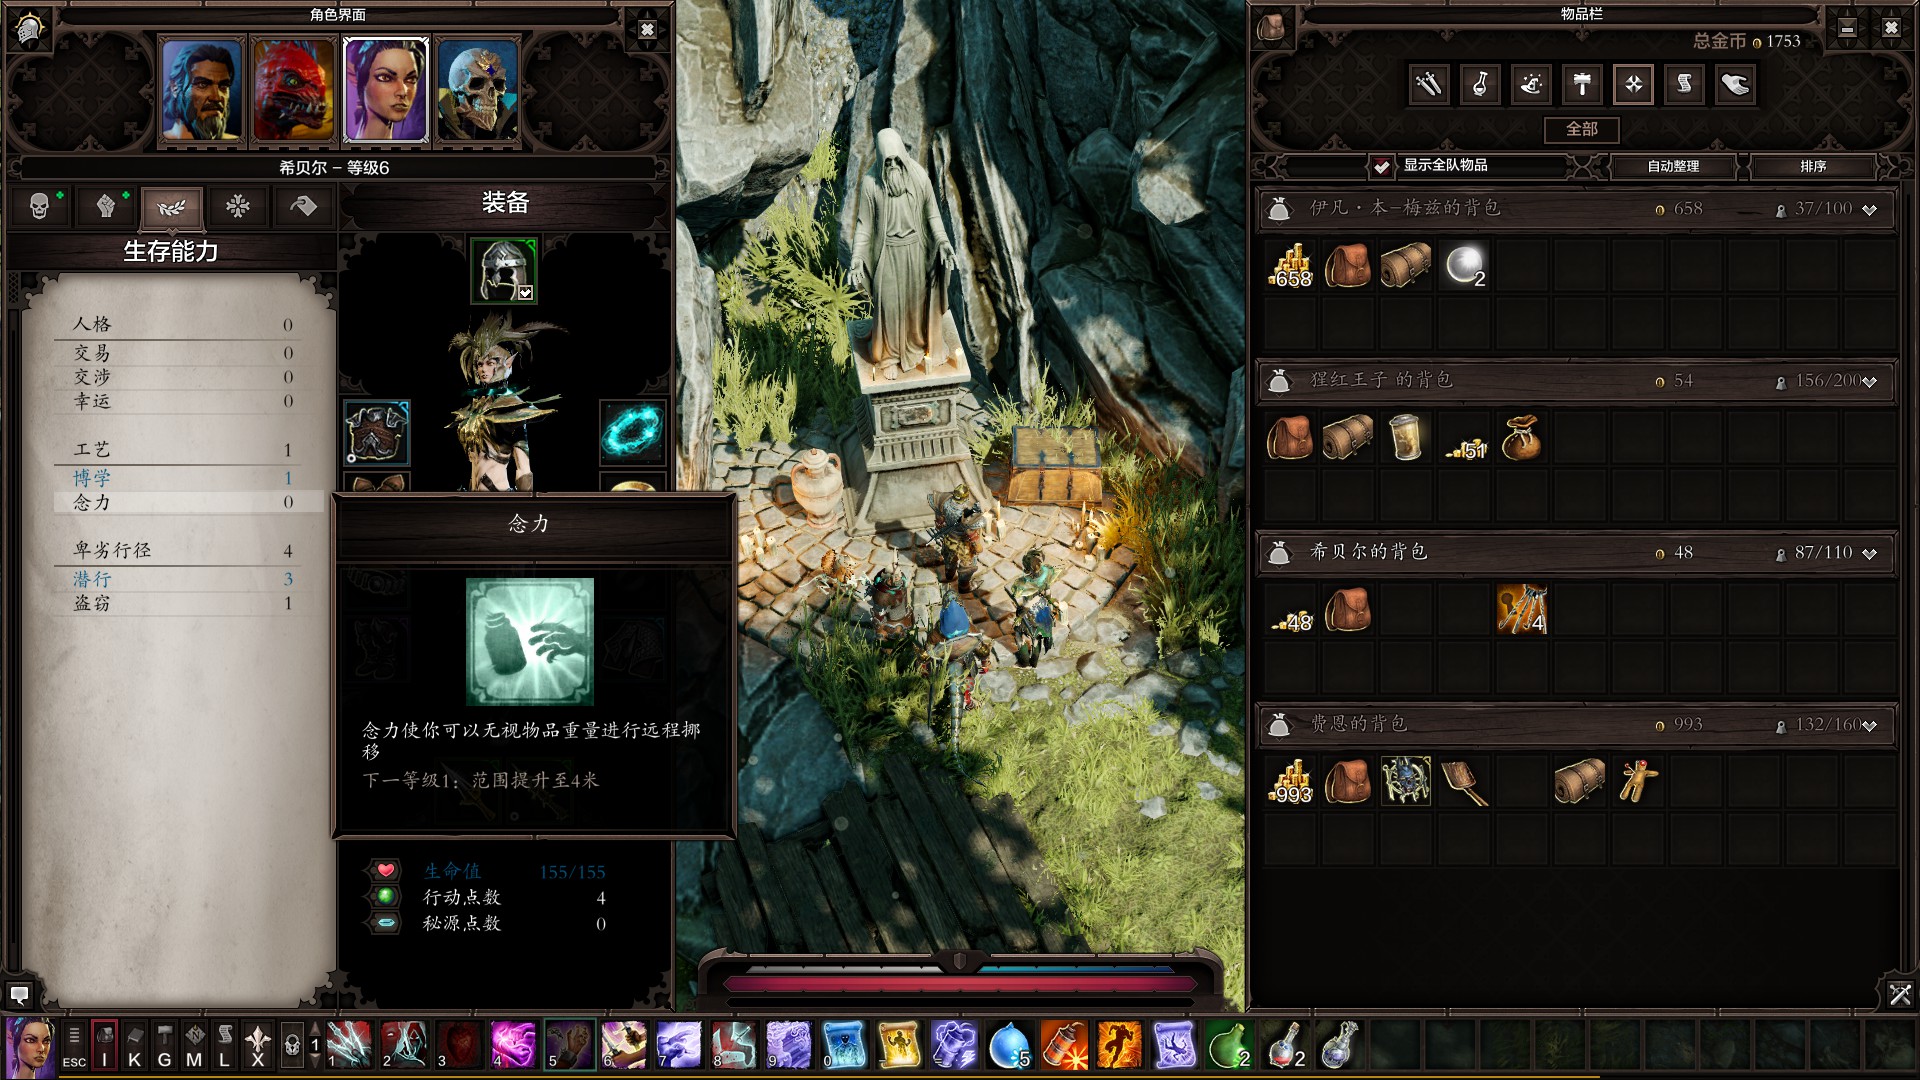 角色界面
希贝尔 – 等级6
装备
生存能力
人格 0
交易 0
交涉 0
幸运 0
工艺 1
博学 1
念力 0
卑劣行径 4
潜行 3
盗窃 1
念力
念力使你可以无视物品重量进行远程挪
移
下一等级1：范围提升至4米
生命值 155/155
行动点数 4
秘源点数 0
物品栏
总金币 1753
全部
显示全队物品
自动整理
排序
伊凡·本-梅兹的背包 658 37/100
658
2
猩红王子 的背包 54 156/200
51
希贝尔的背包 48 87/110
48
4
费恩的背包 993 132/160
993
ESC I K G M L X 1 1 2 3 4 5 6 7 8 9 0 - = 5 2 2